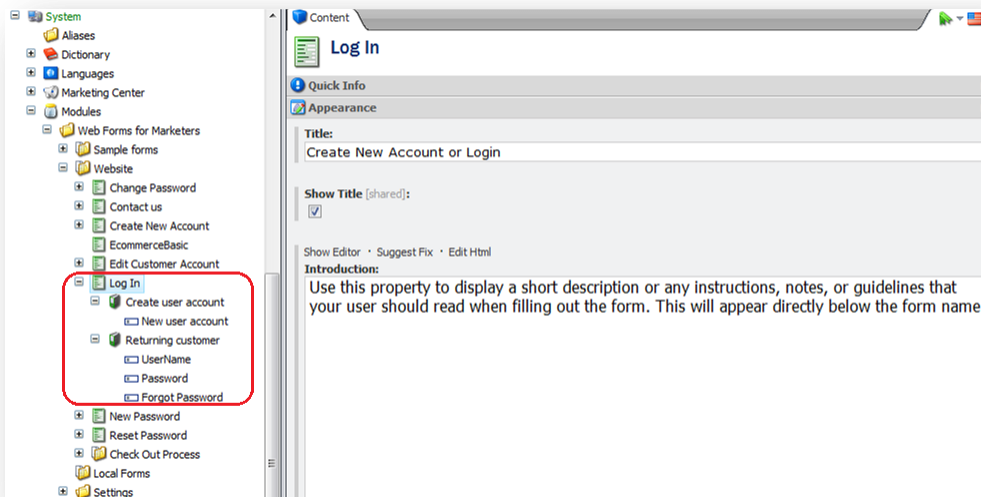 System
Aliases
Dictionary
Languages
Marketing Center
Modules
Web Forms for Marketers
Sample forms
Website
Change Password
Contact us
Create New Account
EcommerceBasic
Edit Customer Account
Log In
Create user account
New user account
Returning customer
UserName
Password
Forgot Password
New Password
Reset Password
Check Out Process
Local Forms
Settings
Content
Log In
Quick Info
Appearance
Title:
Create New Account or Login
Show Title [shared]:
Show Editor · Suggest Fix · Edit Html
Introduction:
Use this property to display a short description or any instructions, notes, or guidelines that
your user should read when filling out the form. This will appear directly below the form name